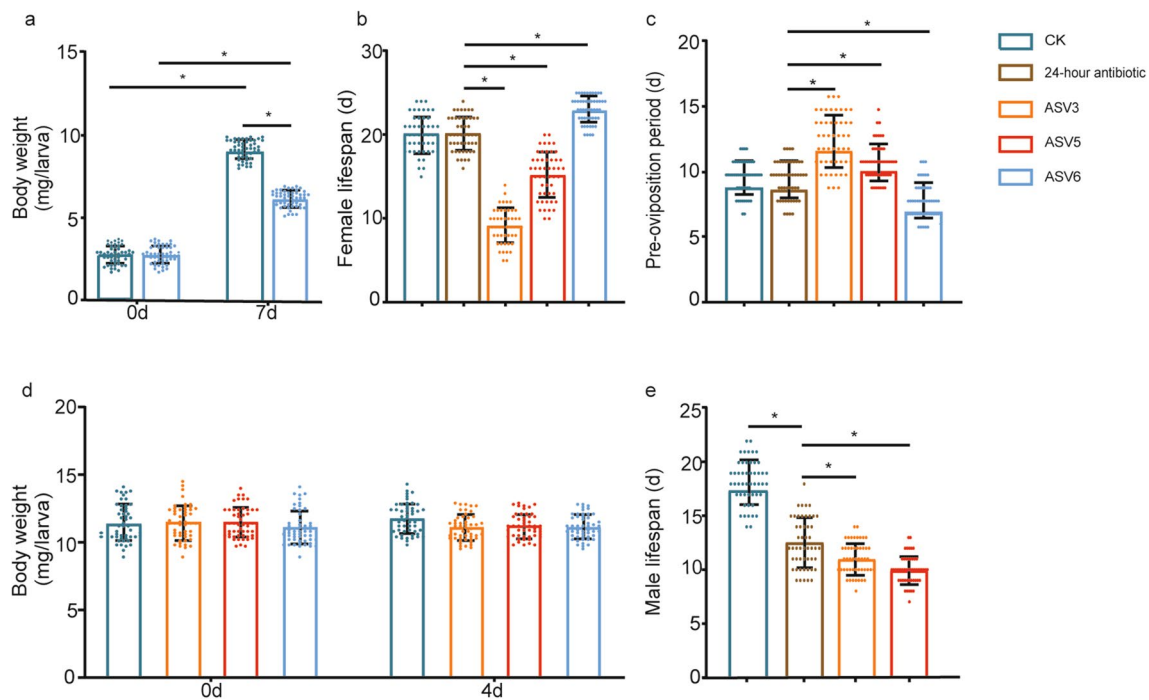 a
Body weight
(mg/larva)
15
10
5
0
0d
7d
*
*
*
b
Female lifespan (d)
30
20
10
0
*
*
*
c
Pre-oviposition period (d)
20
15
10
5
0
*
*
*
CK
24-hour antibiotic
ASV3
ASV5
ASV6
d
Body weight
(mg/larva)
20
15
10
5
0
0d
4d
e
Male lifespan (d)
25
20
15
10
5
0
*
*
*